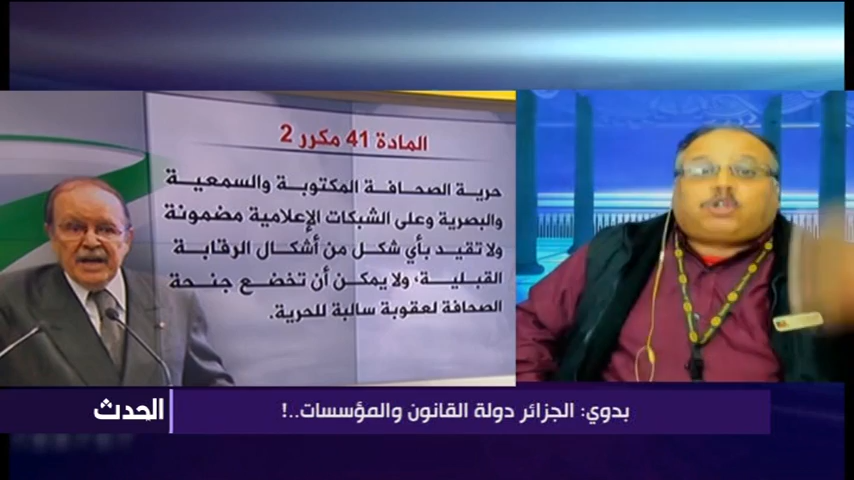 المادة 41 مكرر 2
حرية الصحافة المكتوبة والسمعية
والبصرية وعلى الشبكات الإعلامية مضمونة
ولا تقيد بأي شكل من أشكال الرقابة
القبلية، ولا يمكن أن تخضع جنحة
الصحافة لعقوبة سالبة للحرية.
بدوي: الجزائر دولة القانون والمؤسسات..!
الحدث